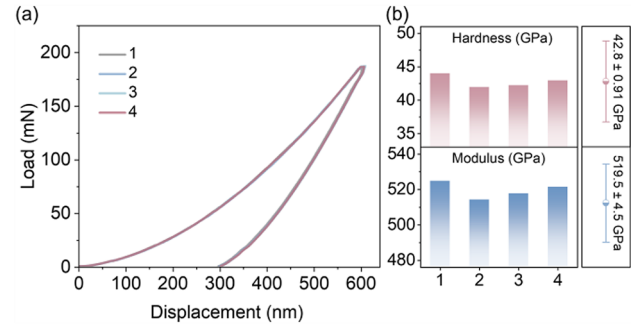 (a)
200
150
100
50
0
Load (mN)
1
2
3
4
0 100 200 300 400 500 600
Displacement (nm)
(b)
50
45
40
35
Hardness (GPa)
42.8 ± 0.91 GPa
540
520
500
480
Modulus (GPa)
519.5 ± 4.5 GPa
1 2 3 4